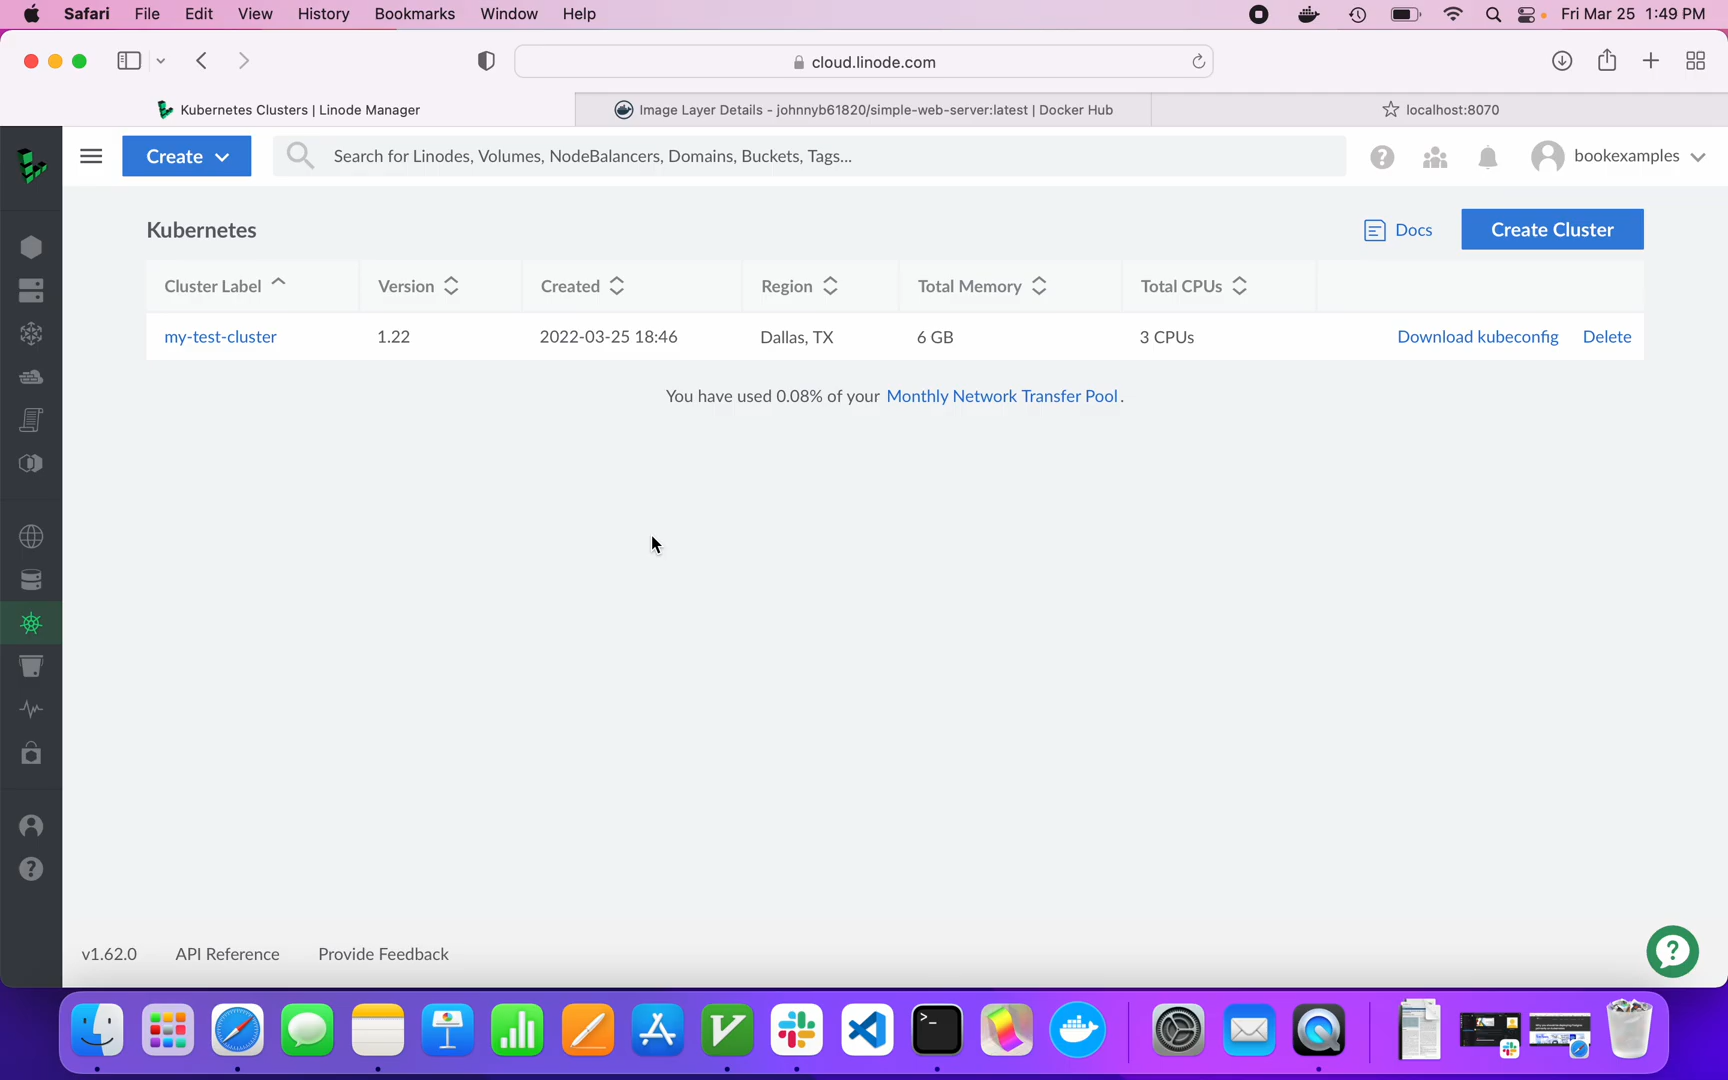 Safari File Edit View History Bookmarks Window Help Fri Mar 25 1:49 PM
cloud.linode.com
Kubernetes Clusters | Linode Manager
Image Layer Details - johnnyb61820/simple-web-server:latest | Docker Hub
localhost:8070
Create
Search for Linodes, Volumes, NodeBalancers, Domains, Buckets, Tags...
bookexamples
Kubernetes
Docs
Create Cluster
Cluster Label Version Created Region Total Memory Total CPUs
my-test-cluster 1.22 2022-03-25 18:46 Dallas, TX 6 GB 3 CPUs Download kubeconfig Delete
You have used 0.08% of your Monthly Network Transfer Pool.
v1.62.0 API Reference Provide Feedback